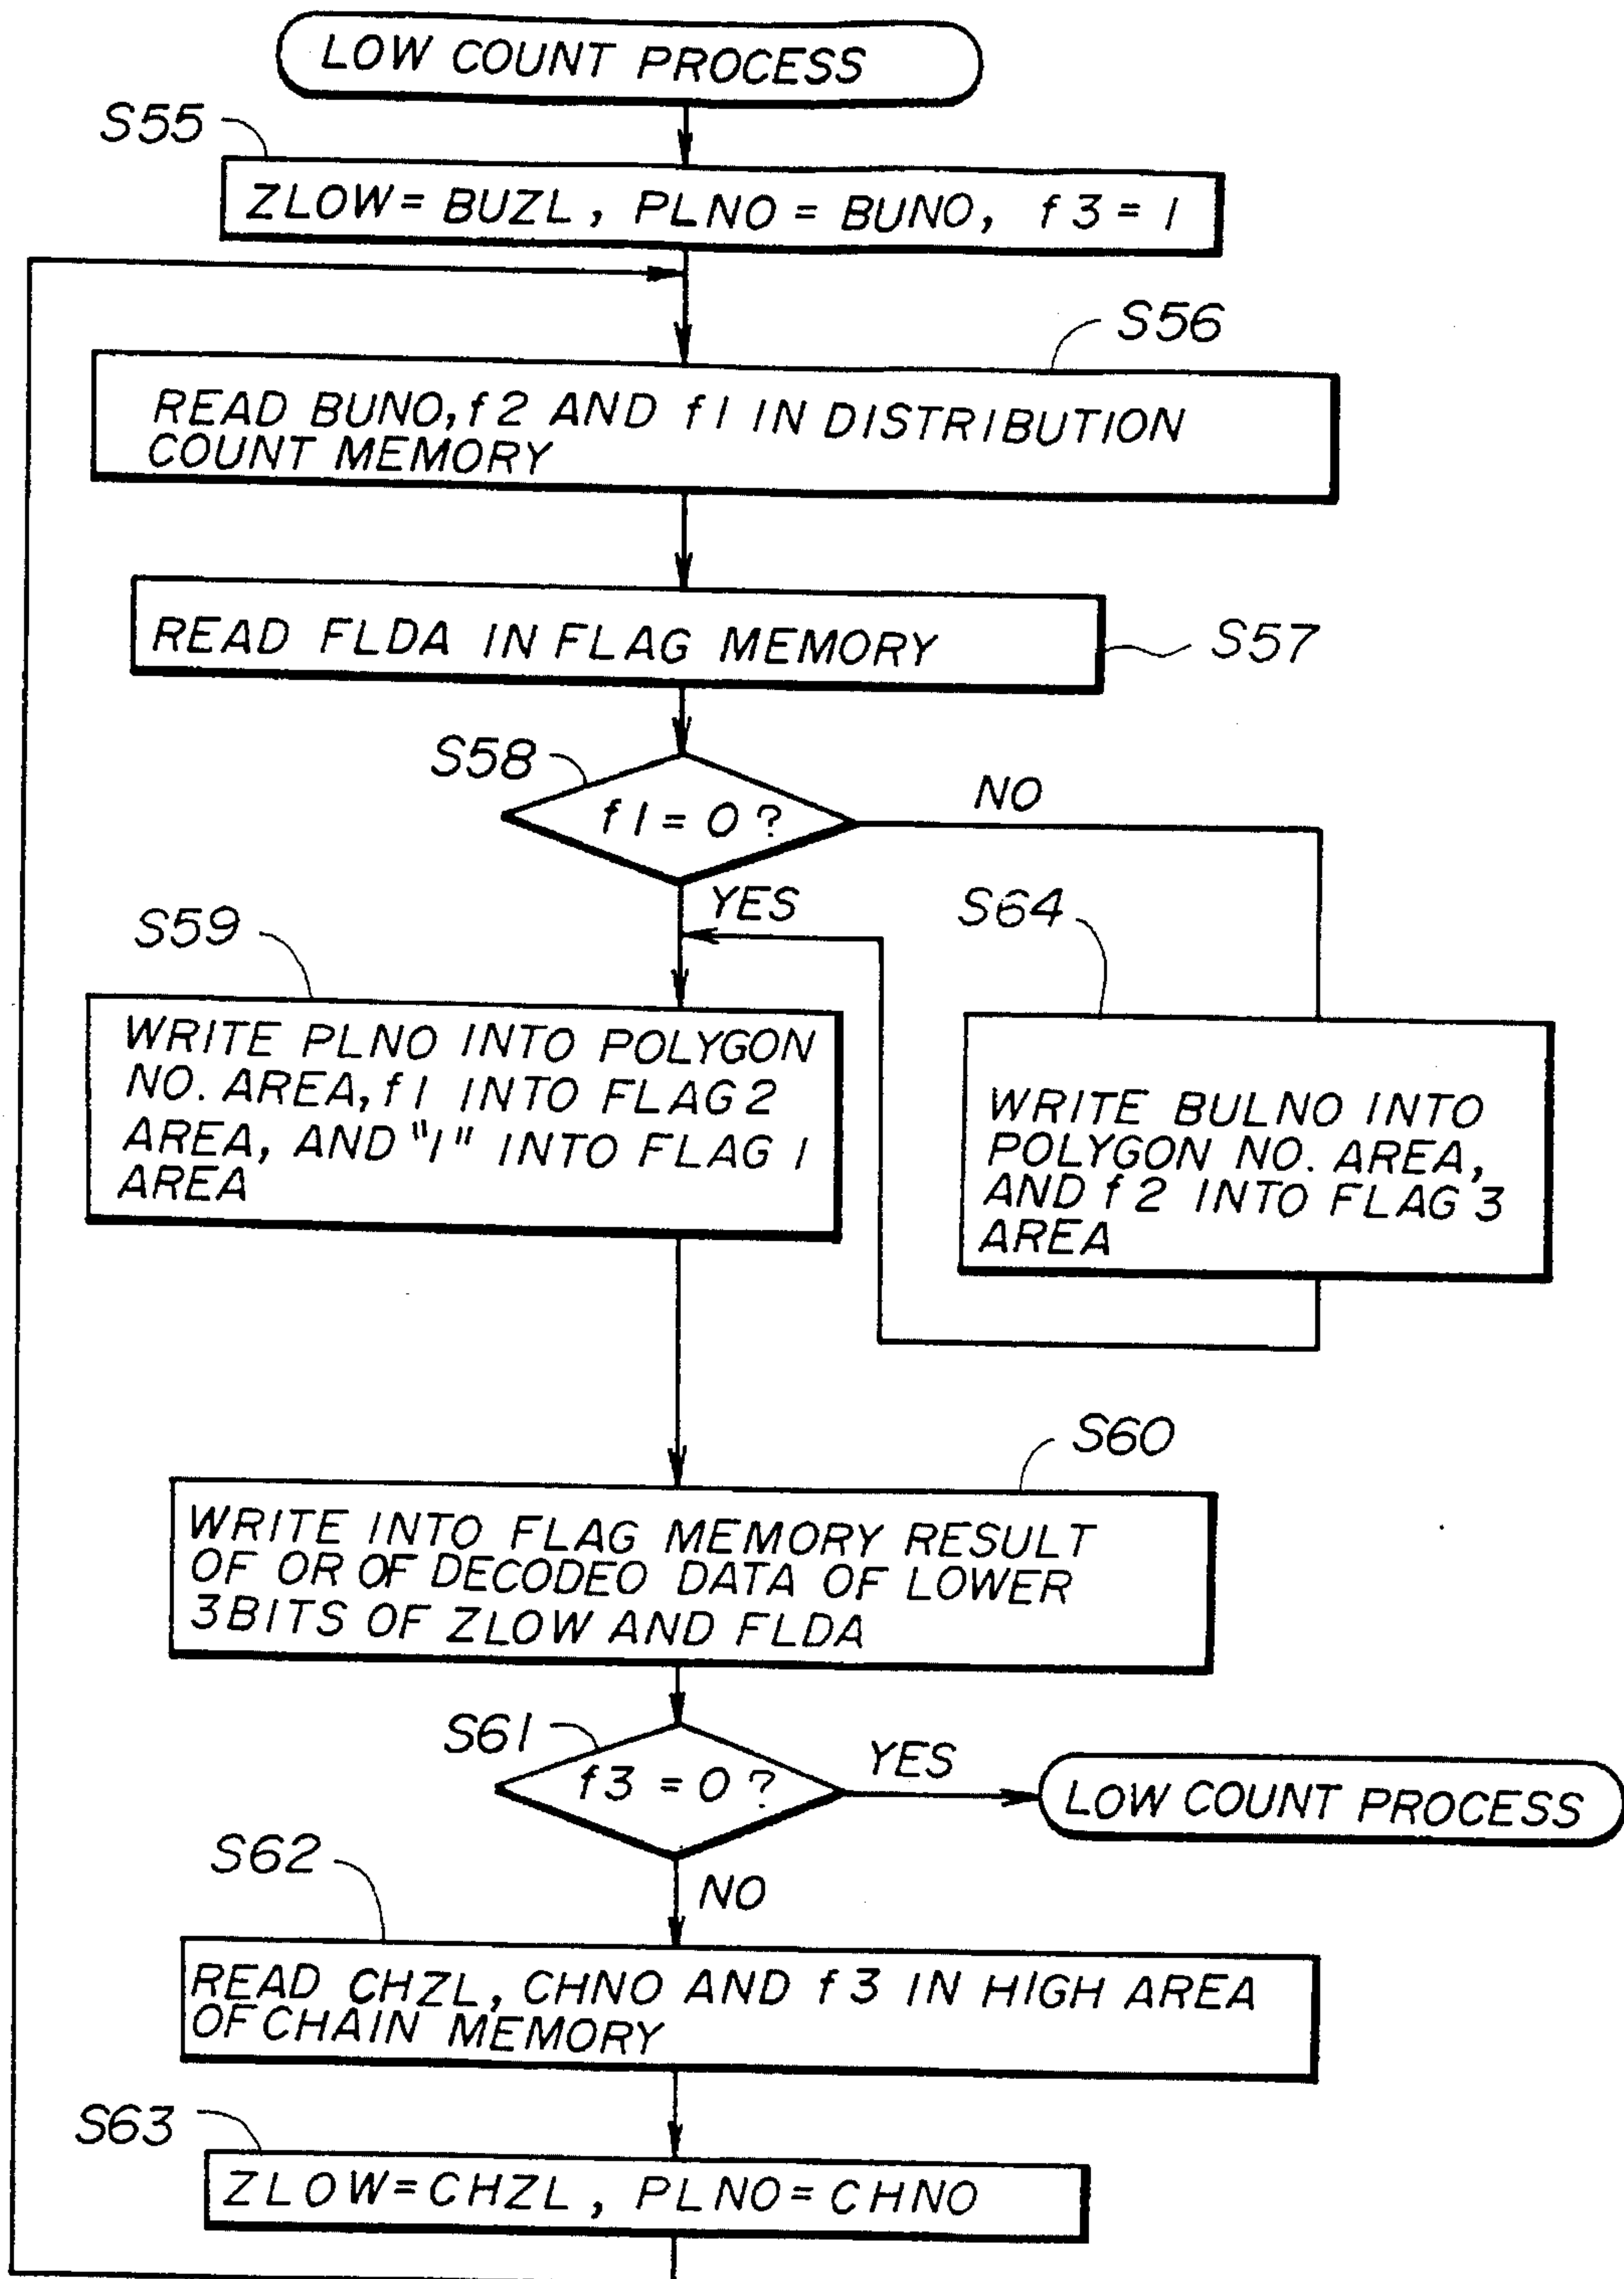 LOW COUNT PROCESS
S55
ZLOW = BUZL, PLNO = BUNO, f3 = 1
S56
READ BUNO, f2 AND f1 IN DISTRIBUTION
COUNT MEMORY
READ FLDA IN FLAG MEMORY
S57
S58
f1 = 0 ?
NO
YES
S59
WRITE PLNO INTO POLYGON
NO. AREA, f1 INTO FLAG 2
AREA, AND "1" INTO FLAG 1
AREA
S64
WRITE BULNO INTO
POLYGON NO. AREA,
AND f2 INTO FLAG 3
AREA
S60
WRITE INTO FLAG MEMORY RESULT
OF OR OF DECODEO DATA OF LOWER
3 BITS OF ZLOW AND FLDA
S61
f3 = 0 ?
YES
LOW COUNT PROCESS
NO
S62
READ CHZL, CHNO AND f3 IN HIGH AREA
OF CHAIN MEMORY
S63
ZLOW = CHZL, PLNO = CHNO